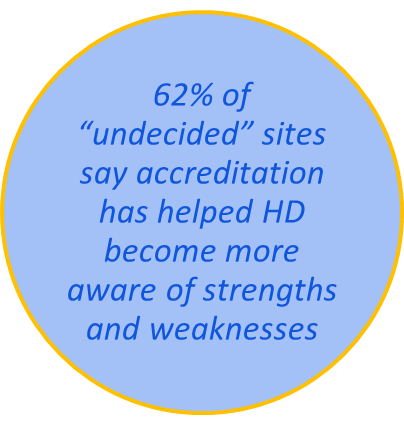 62% of
“undecided” sites
say accreditation
has helped HD
become more
aware of strengths
and weaknesses